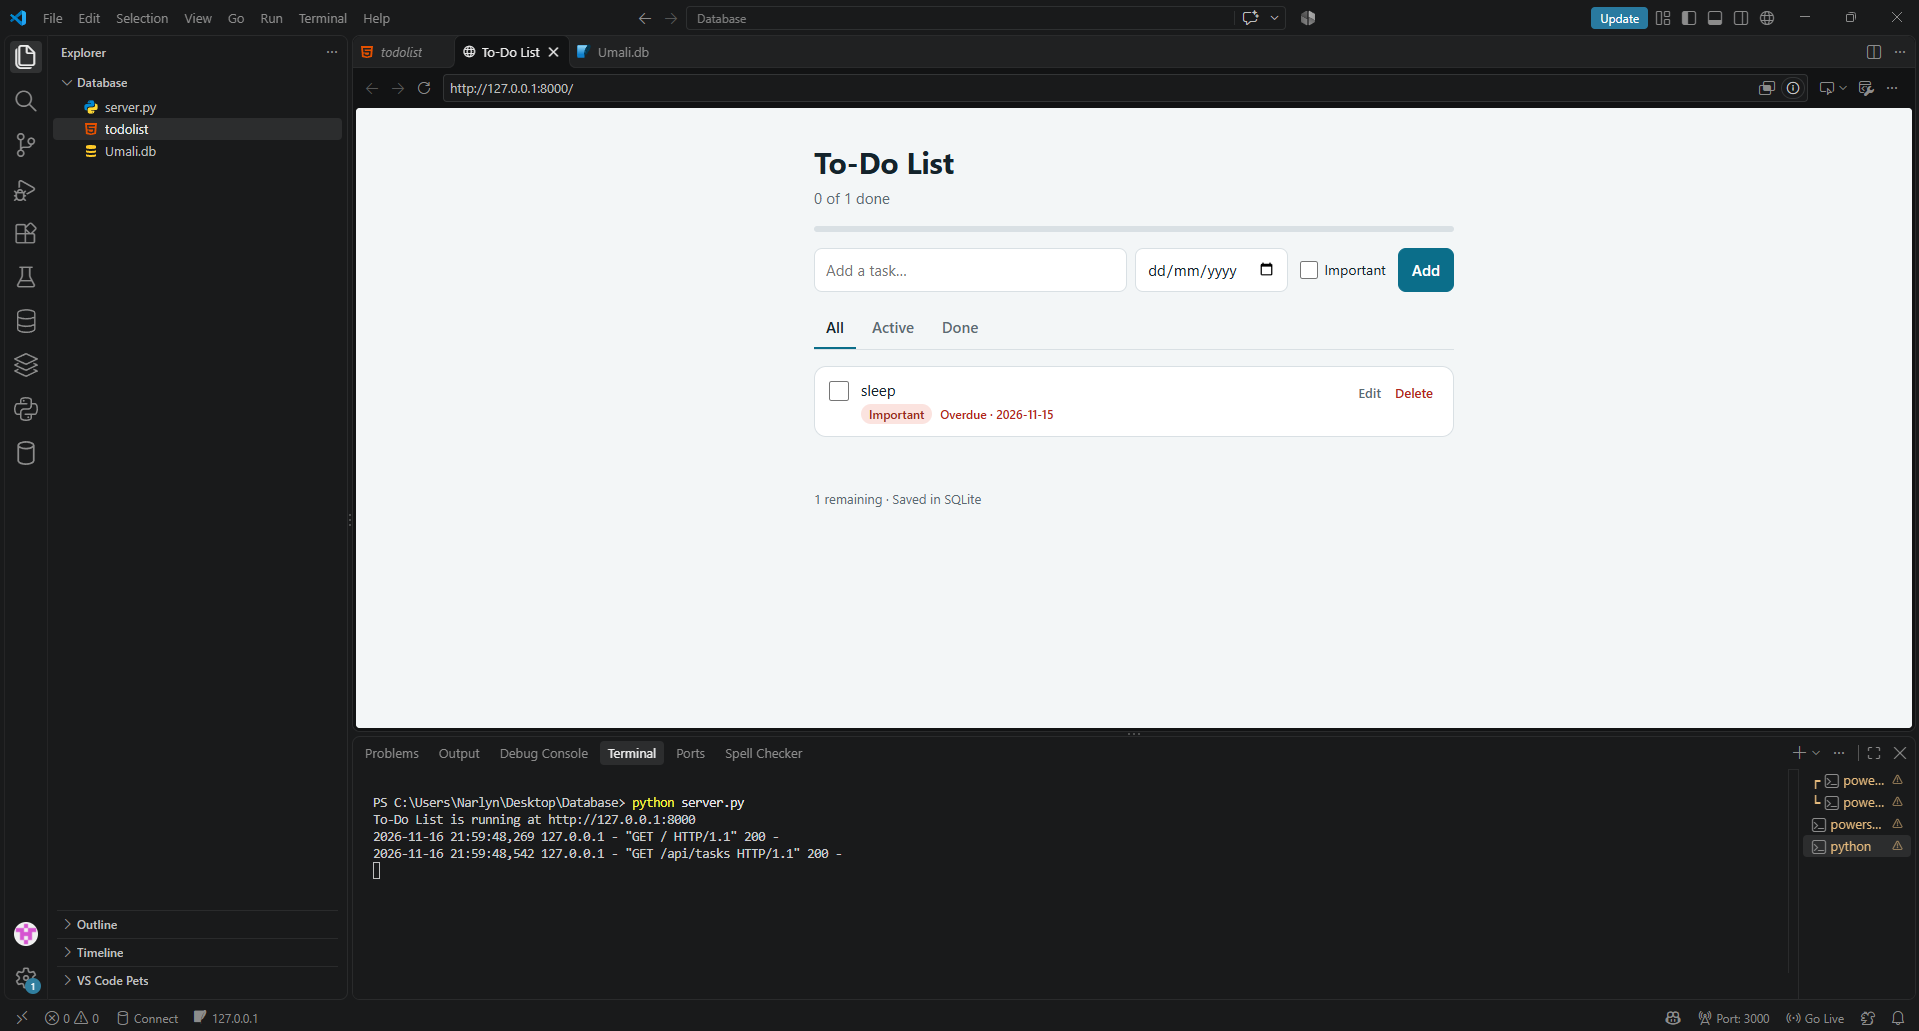 File Edit Selection View Go Run Terminal Help
Database
Update
Explorer
Database
server.py
todolist
Umali.db
Outline
Timeline
VS Code Pets
1
todolist
To-Do List
Umali.db
http://127.0.0.1:8000/
To-Do List
0 of 1 done
Add a task...
dd/mm/yyyy
Important
Add
All Active Done
sleep
Important Overdue · 2026-11-15
Edit Delete
1 remaining · Saved in SQLite
Problems Output Debug Console Terminal Ports Spell Checker
PS C:\Users\Narlyn\Desktop\Database> python server.py
To-Do List is running at http://127.0.0.1:8000
2026-11-16 21:59:48,269 127.0.0.1 - "GET / HTTP/1.1" 200 -
2026-11-16 21:59:48,542 127.0.0.1 - "GET /api/tasks HTTP/1.1" 200 -
powe...
powe...
powers...
python
0 0 Connect 127.0.0.1
Port: 3000 Go Live